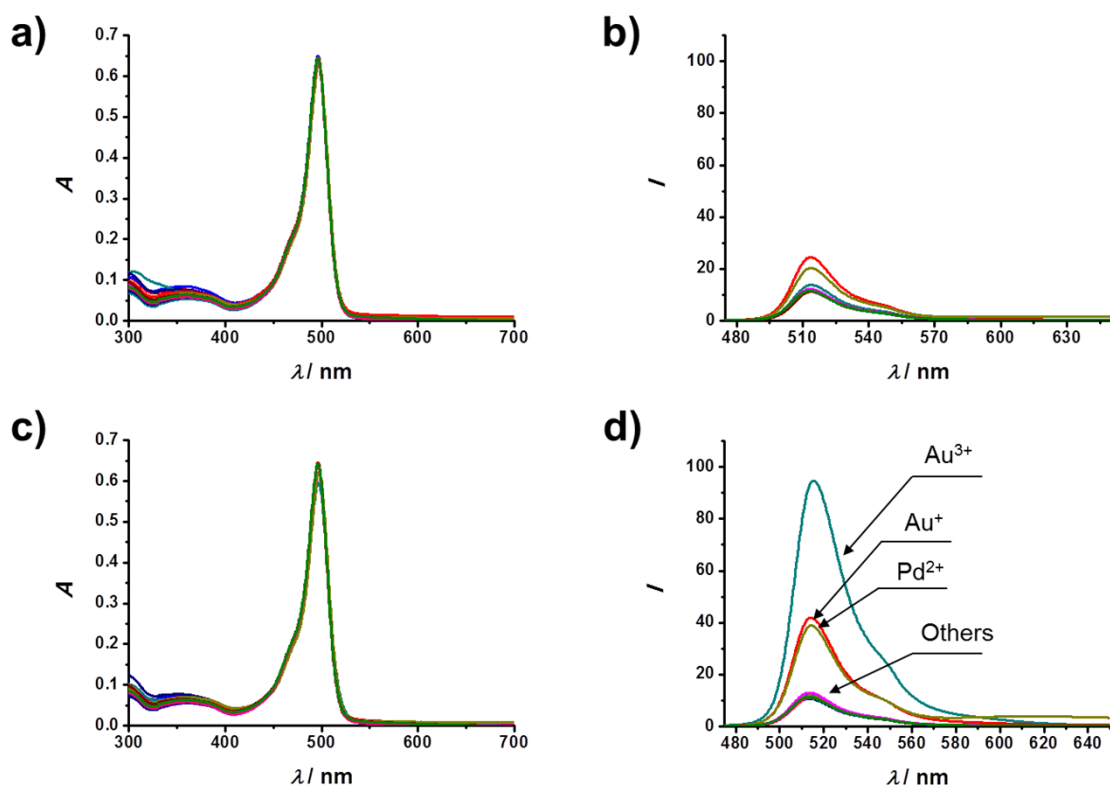 a)
0.7
0.6
0.5
0.4
0.3
0.2
0.1
0.0
A
300 400 500 600 700
λ / nm
b)
100
80
60
40
20
0
I
480 510 540 570 600 630
λ / nm
c)
0.7
0.6
0.5
0.4
0.3
0.2
0.1
0.0
A
300 400 500 600 700
λ / nm
d)
100
80
60
40
20
0
I
Au³⁺
Au⁺
Pd²⁺
Others
480 500 520 540 560 580 600 620 640
λ / nm